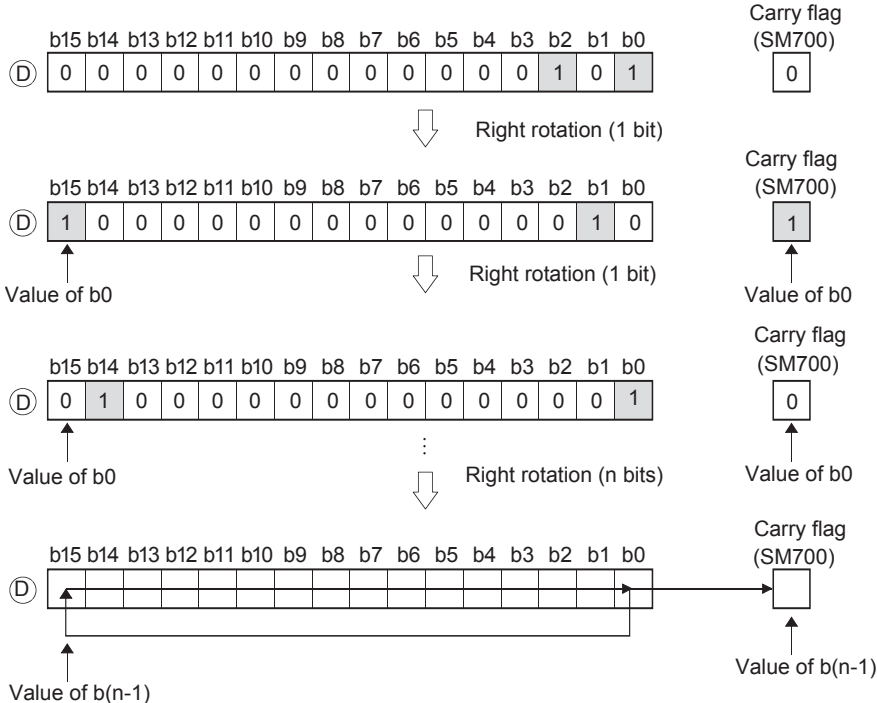 Carry flag
(SM700)
b15 b14 b13 b12 b11 b10 b9 b8 b7 b6 b5 b4 b3 b2 b1 b0
D 0 0 0 0 0 0 0 0 0 0 0 0 0 1 0 1 0
Right rotation (1 bit)
Carry flag
(SM700)
b15 b14 b13 b12 b11 b10 b9 b8 b7 b6 b5 b4 b3 b2 b1 b0
D 1 0 0 0 0 0 0 0 0 0 0 0 0 0 1 0 1
Right rotation (1 bit)
Value of b0 Value of b0
Carry flag
(SM700)
b15 b14 b13 b12 b11 b10 b9 b8 b7 b6 b5 b4 b3 b2 b1 b0
D 0 1 0 0 0 0 0 0 0 0 0 0 0 0 0 1 0
Value of b0 Right rotation (n bits) Value of b0
Carry flag
(SM700)
b15 b14 b13 b12 b11 b10 b9 b8 b7 b6 b5 b4 b3 b2 b1 b0
D
Value of b(n-1) Value of b(n-1)